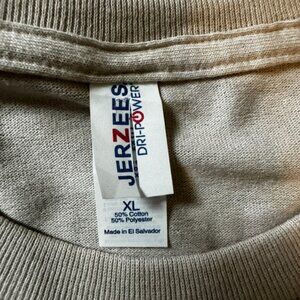 JERZEES
DRI-POWER
XL
50% Cotton
50% Polyester
Made in El Salvador